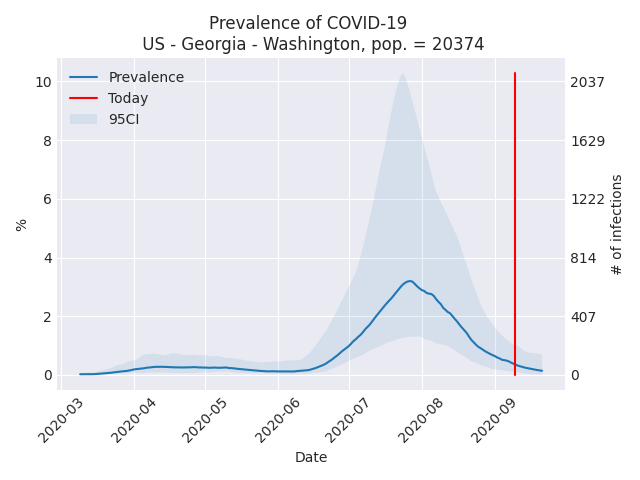 Prevalence of COVID-19
US - Georgia - Washington, pop. = 20374
Prevalence
Today
95CI
10
8
6
4
2
0
%
2037
1629
1222
814
407
0
# of infections
2020-03
2020-04
2020-05
2020-06
2020-07
2020-08
2020-09
Date